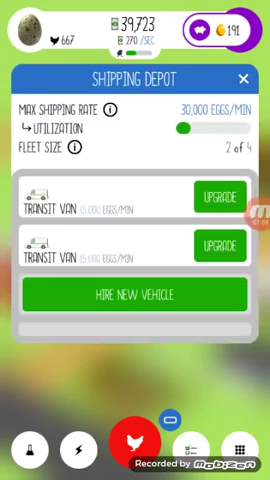 39,723
667
270 /SEC
191
SHIPPING DEPOT X
MAX SHIPPING RATE 30,000 EGGS/MIN
UTILIZATION
FLEET SIZE 2 of 4
TRANSIT VAN 15,000 EGGS/MIN
UPGRADE
TRANSIT VAN 15,000 EGGS/MIN
UPGRADE
HIRE NEW VEHICLE
Recorded by mobizen